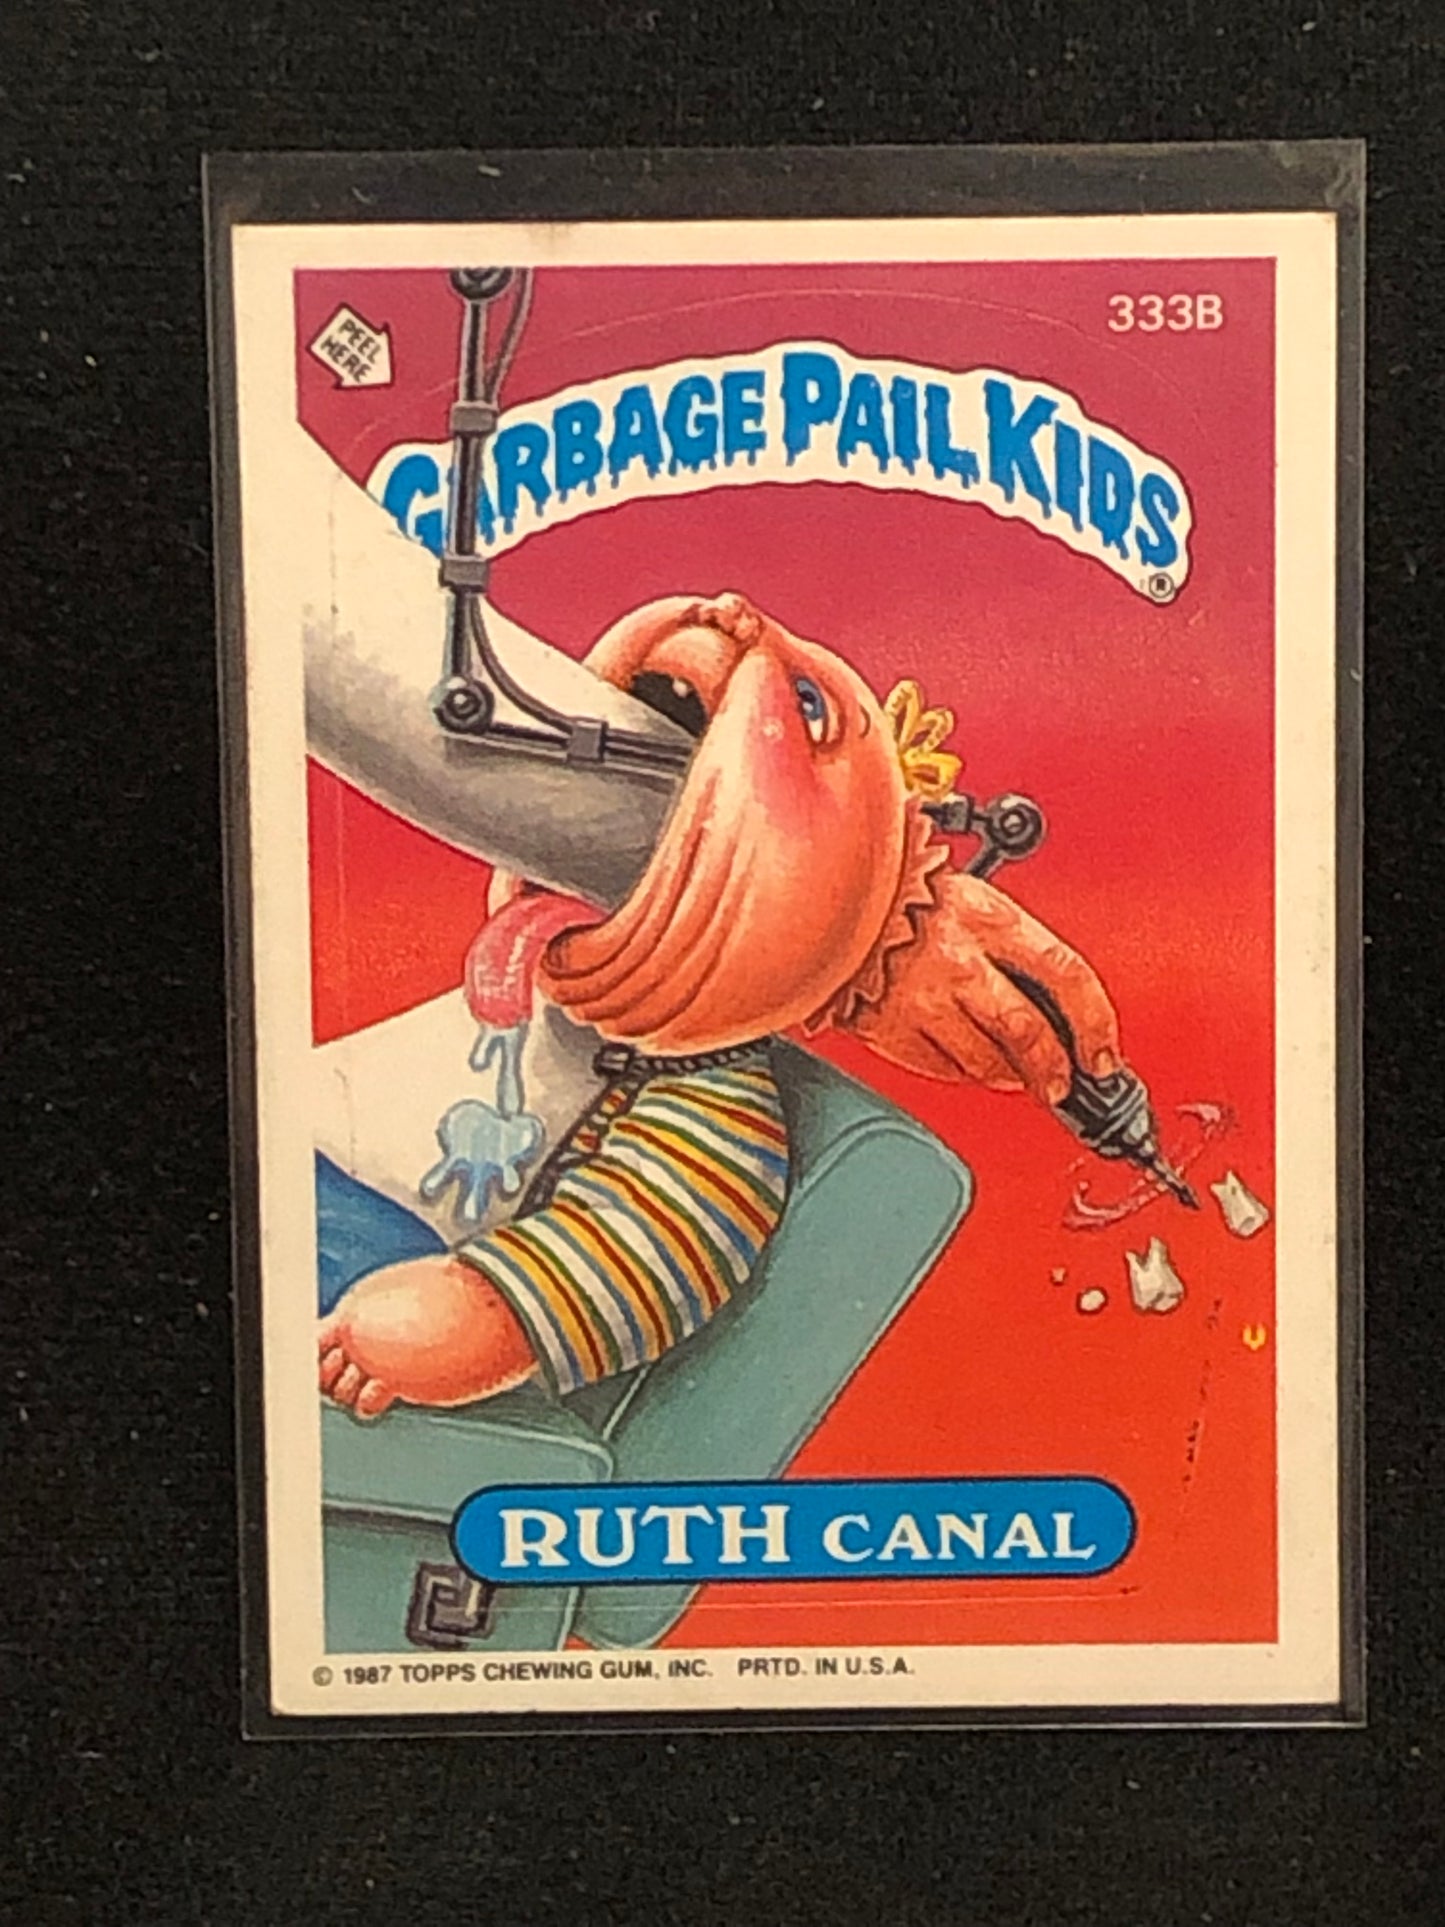 333B
PEEL
HERE
GARBAGE PAIL KIDS
®
RUTH CANAL
© 1987 TOPPS CHEWING GUM, INC. PRTD. IN U.S.A.